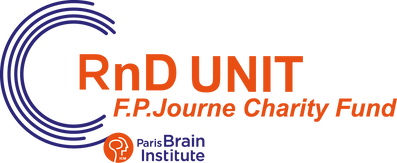 RnD UNIT
F.P.Journe Charity Fund
Paris Brain
Institute